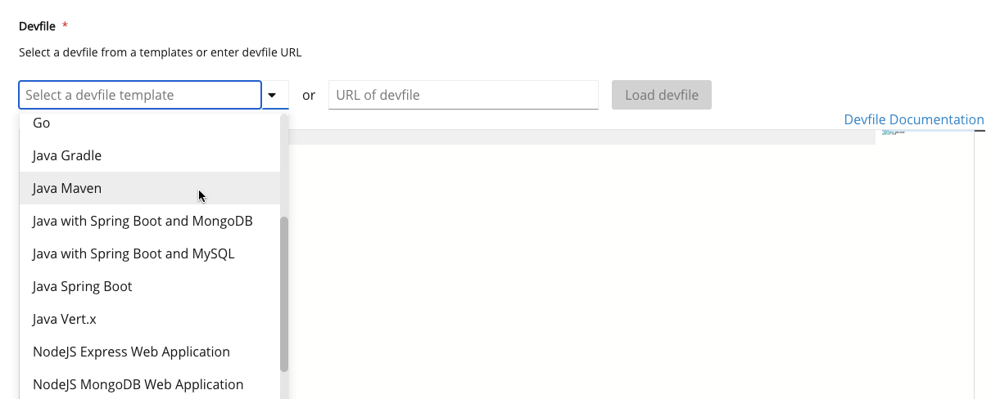 Devfile *
Select a devfile from a templates or enter devfile URL
Select a devfile template or URL of devfile Load devfile
Devfile Documentation
Go
Java Gradle
Java Maven
Java with Spring Boot and MongoDB
Java with Spring Boot and MySQL
Java Spring Boot
Java Vert.x
NodeJS Express Web Application
NodeJS MongoDB Web Application